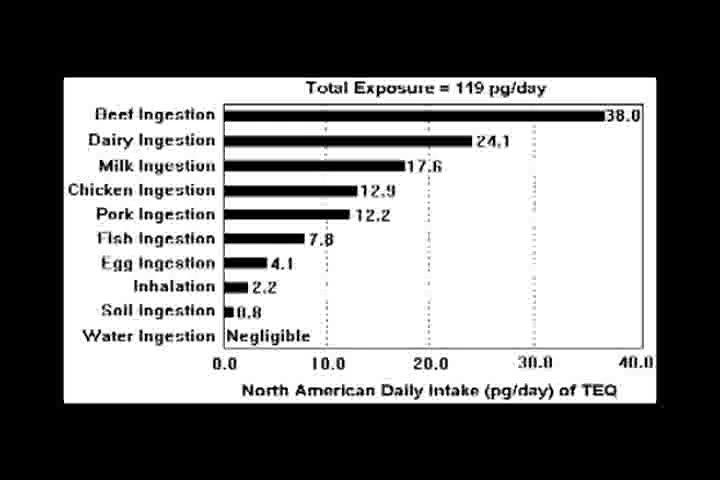 Total Exposure = 119 pg/day
Beef Ingestion 38.0
Dairy Ingestion 24.1
Milk Ingestion 17.6
Chicken Ingestion 12.9
Pork Ingestion 12.2
Fish Ingestion 7.8
Egg Ingestion 4.1
Inhalation 2.2
Soil Ingestion 0.8
Water Ingestion Negligible
0.0 10.0 20.0 30.0 40.0
North American Daily Intake (pg/day) of TEQ